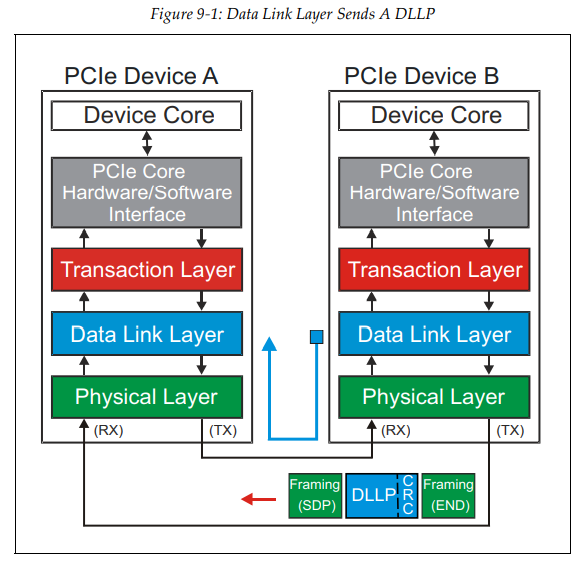 Figure 9-1: Data Link Layer Sends A DLLP
PCIe Device A
PCIe Device B
Device Core
Device Core
PCIe Core
Hardware/Software
Interface
PCIe Core
Hardware/Software
Interface
Transaction Layer
Transaction Layer
Data Link Layer
Data Link Layer
Physical Layer
Physical Layer
(RX)
(TX)
(RX)
(TX)
Framing
(SDP)
DLLP
C
R
C
Framing
(END)